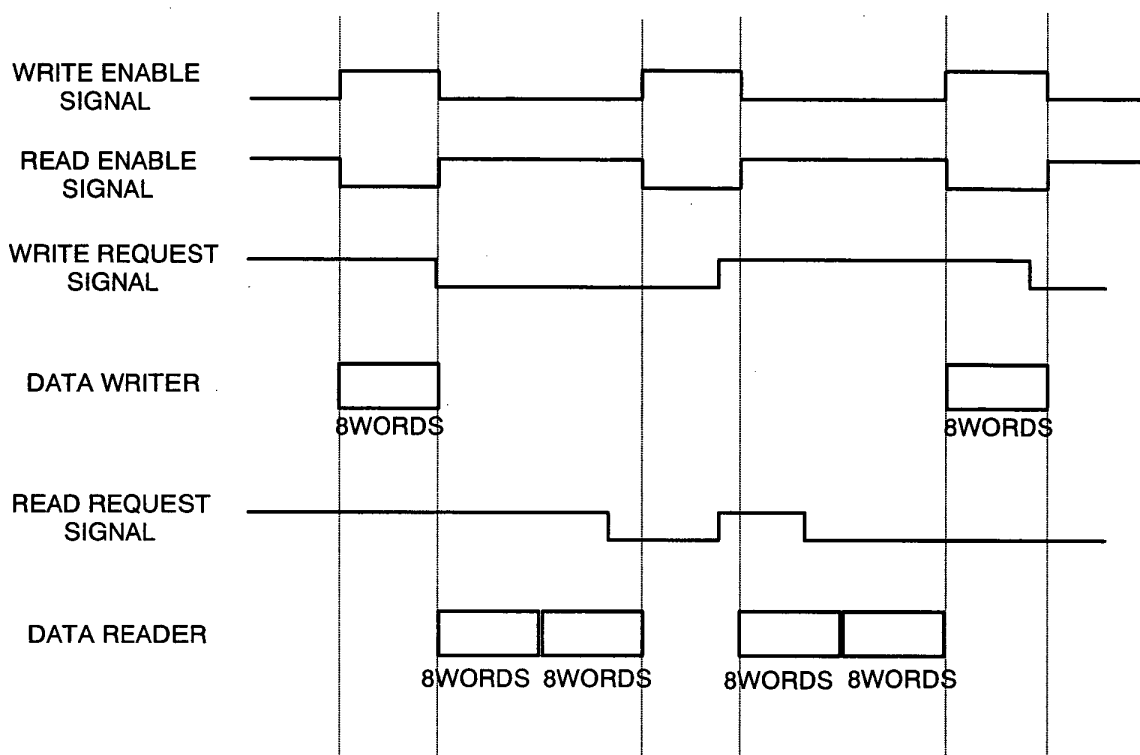 WRITE ENABLE
SIGNAL
READ ENABLE
SIGNAL
WRITE REQUEST
SIGNAL
DATA WRITER
8WORDS
8WORDS
READ REQUEST
SIGNAL
DATA READER
8WORDS 8WORDS
8WORDS 8WORDS